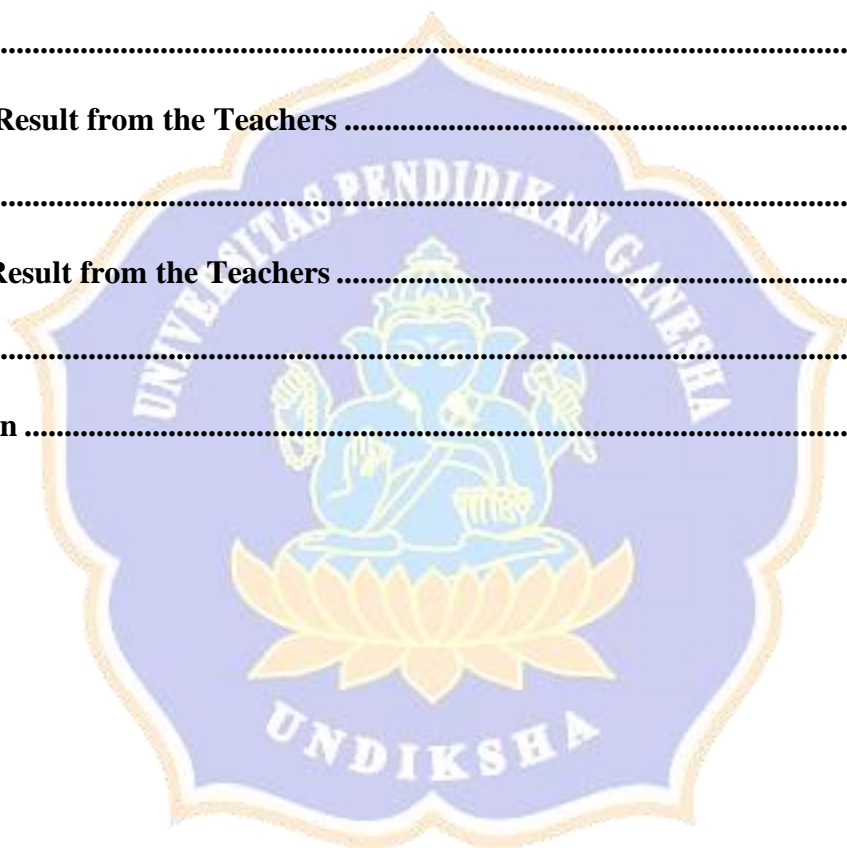 ................................................................................................................
Result from the Teachers ................................................................
UNIVERSITAS PENDIDIKAN GANESHA
................................................................................................................
Result from the Teachers .................................................................
................................................................................................................
n .........................................................................................................
UNDIKSHA